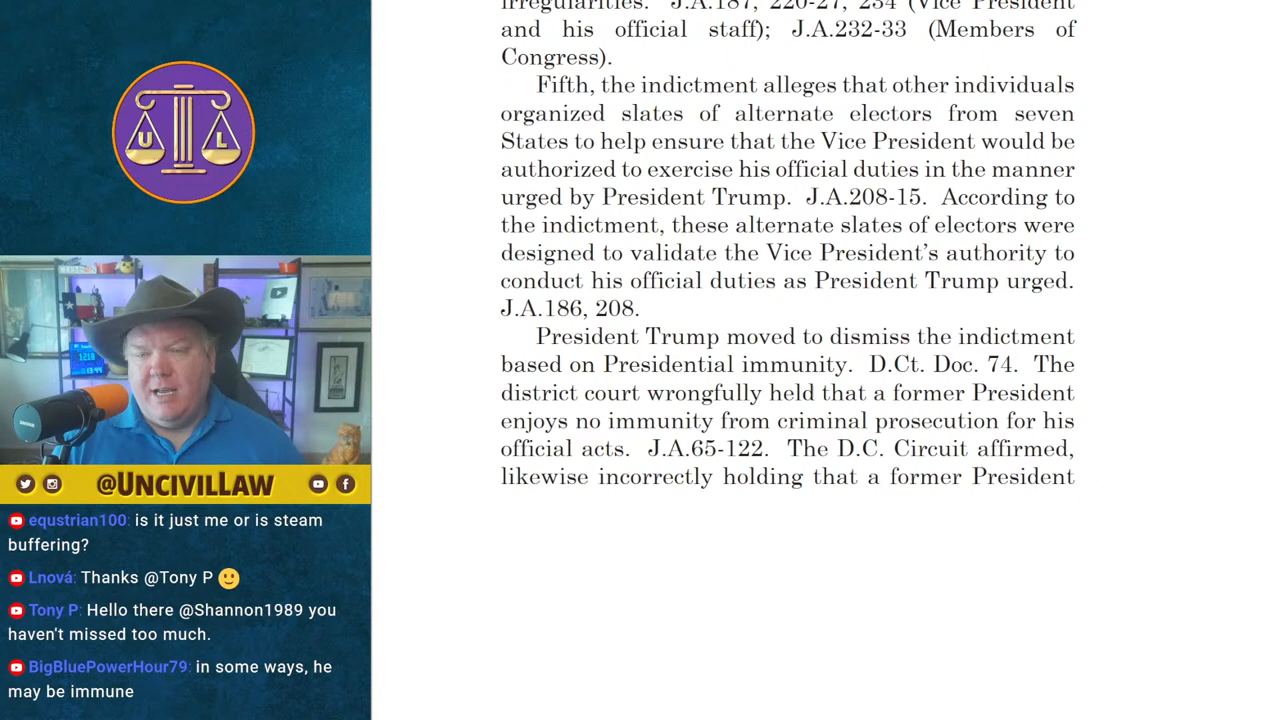 irregularities. J.A.187, 220-27, 234 (Vice President
and his official staff); J.A.232-33 (Members of
Congress).
Fifth, the indictment alleges that other individuals
organized slates of alternate electors from seven
States to help ensure that the Vice President would be
authorized to exercise his official duties in the manner
urged by President Trump. J.A.208-15. According to
the indictment, these alternate slates of electors were
designed to validate the Vice President's authority to
conduct his official duties as President Trump urged.
J.A.186, 208.
President Trump moved to dismiss the indictment
based on Presidential immunity. D.Ct. Doc. 74. The
district court wrongfully held that a former President
enjoys no immunity from criminal prosecution for his
official acts. J.A.65-122. The D.C. Circuit affirmed,
likewise incorrectly holding that a former President
U L
@UNCIVILLAW
equstrian100: is it just me or is steam
buffering?
Lnová: Thanks @Tony P
Tony P: Hello there @Shannon1989 you
haven't missed too much.
BigBluePowerHour79: in some ways, he
may be immune